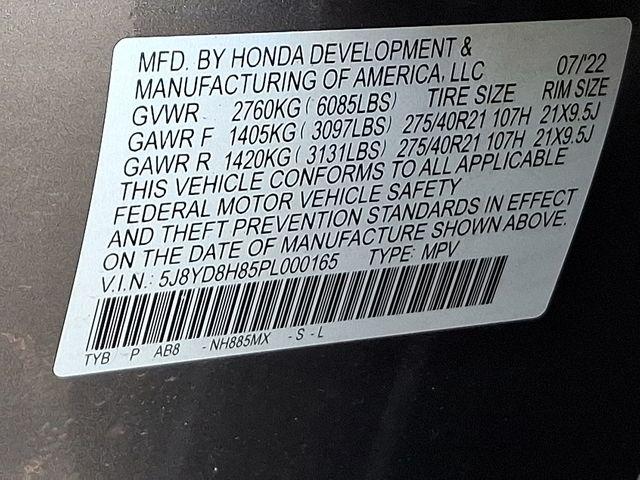 MFD. BY HONDA DEVELOPMENT &
MANUFACTURING OF AMERICA, LLC 07/'22
GVWR 2760KG ( 6085LBS) TIRE SIZE RIM SIZE
GAWR F 1405KG ( 3097LBS) 275/40R21 107H 21X9.5J
GAWR R 1420KG ( 3131LBS) 275/40R21 107H 21X9.5J
THIS VEHICLE CONFORMS TO ALL APPLICABLE
FEDERAL MOTOR VEHICLE SAFETY
AND THEFT PREVENTION STANDARDS IN EFFECT
ON THE DATE OF MANUFACTURE SHOWN ABOVE.
V.I.N.: 5J8YD8H85PL000165 TYPE: MPV
TYB P AB8 -NH885MX -S-L